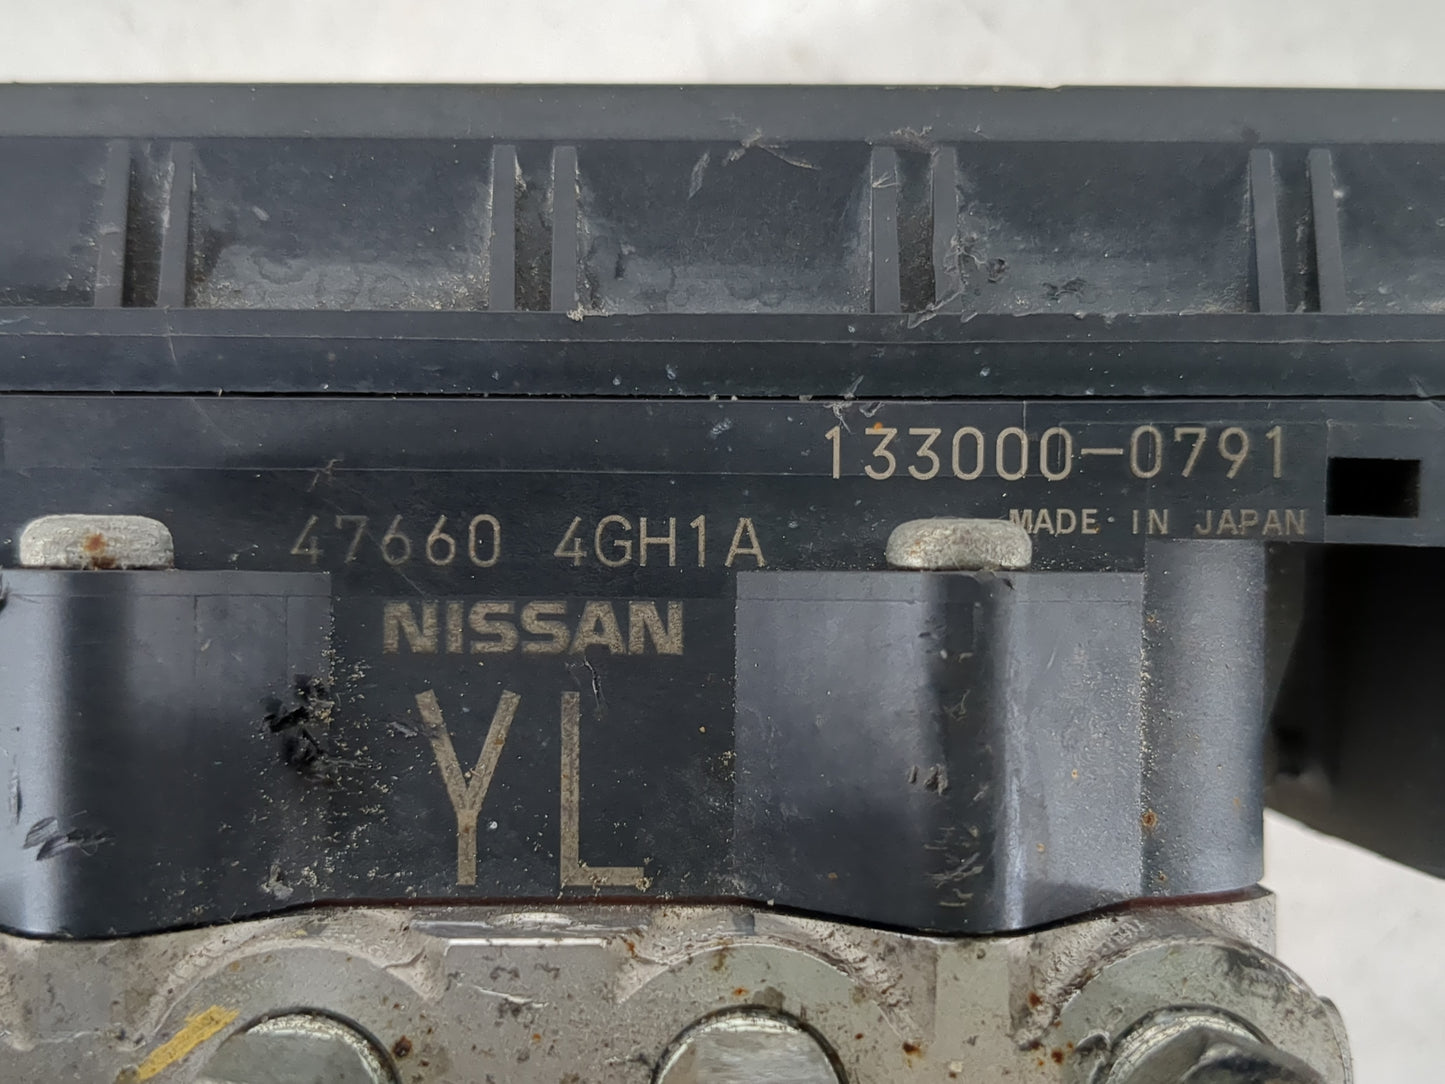 133000-0791
MADE IN JAPAN
47660 4GH1A
NISSAN
YL